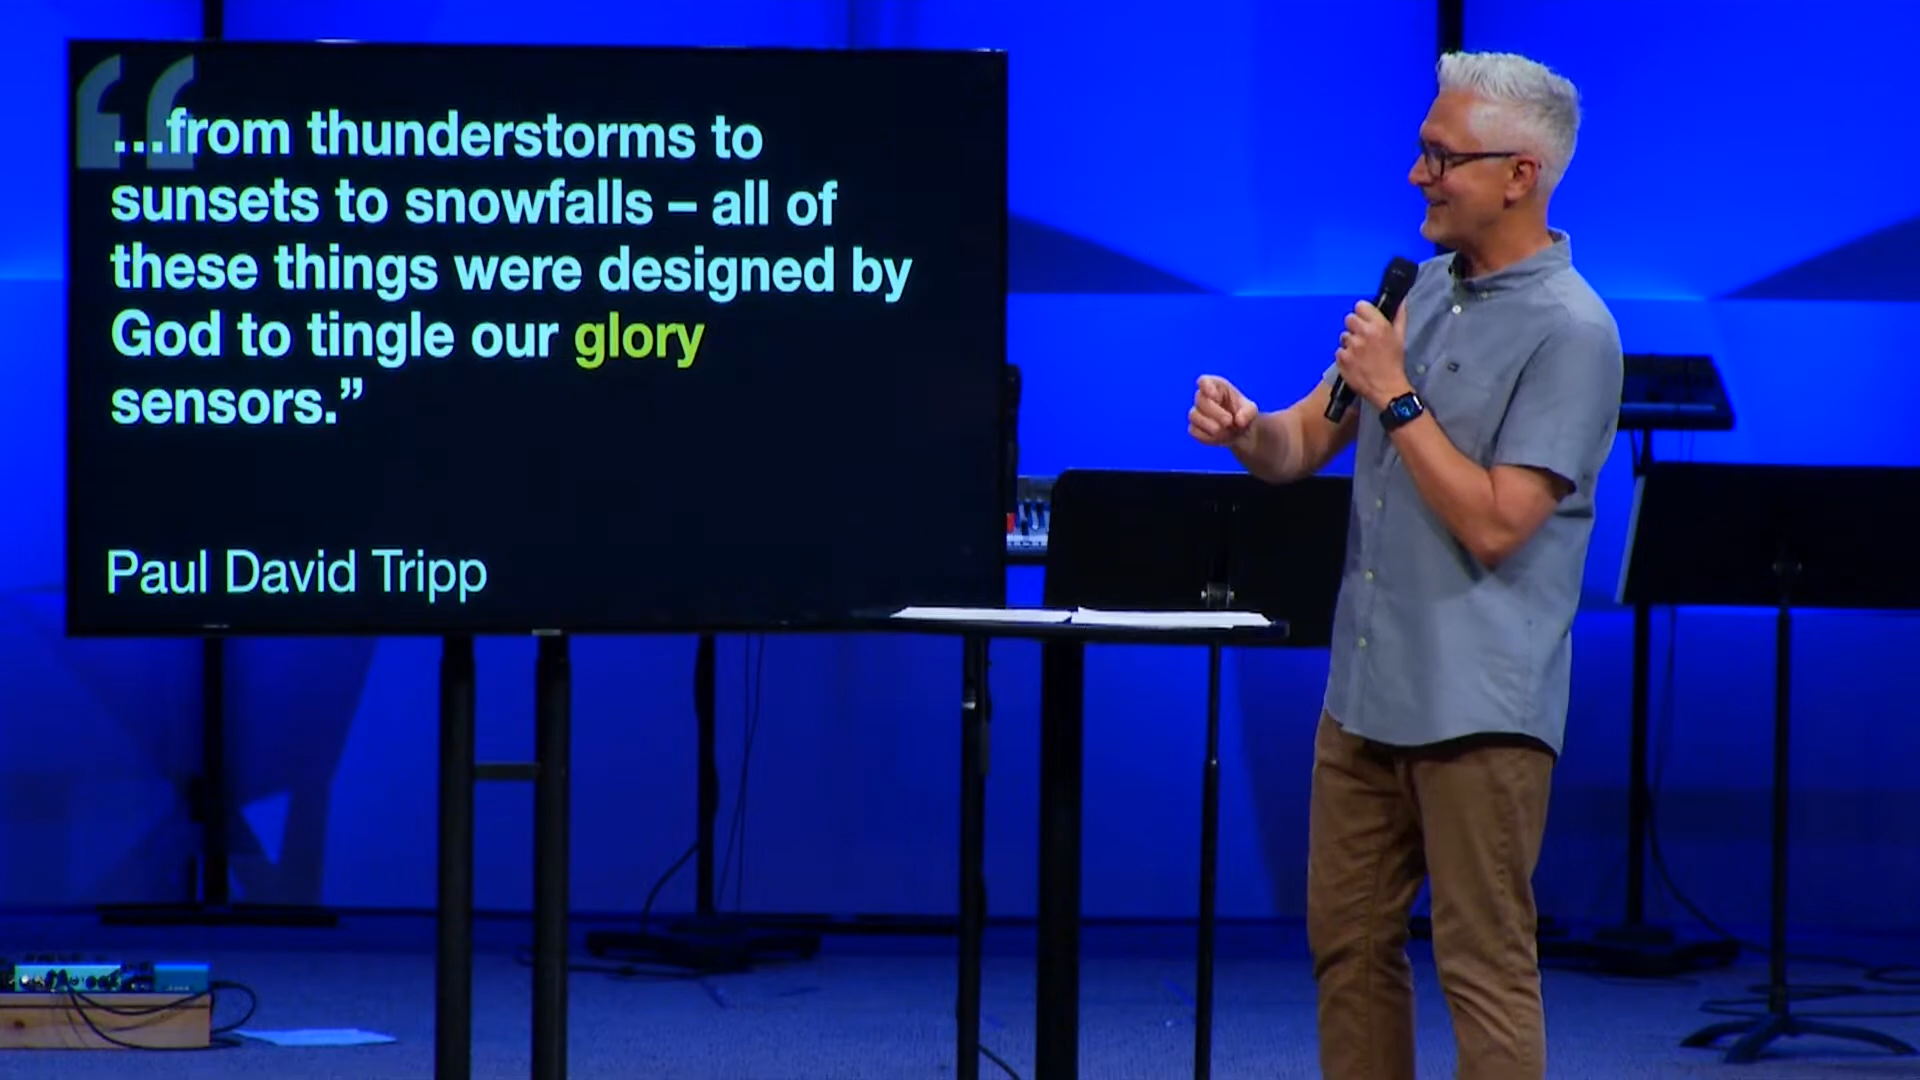 “
…from thunderstorms to
sunsets to snowfalls – all of
these things were designed by
God to tingle our glory
sensors.”
Paul David Tripp